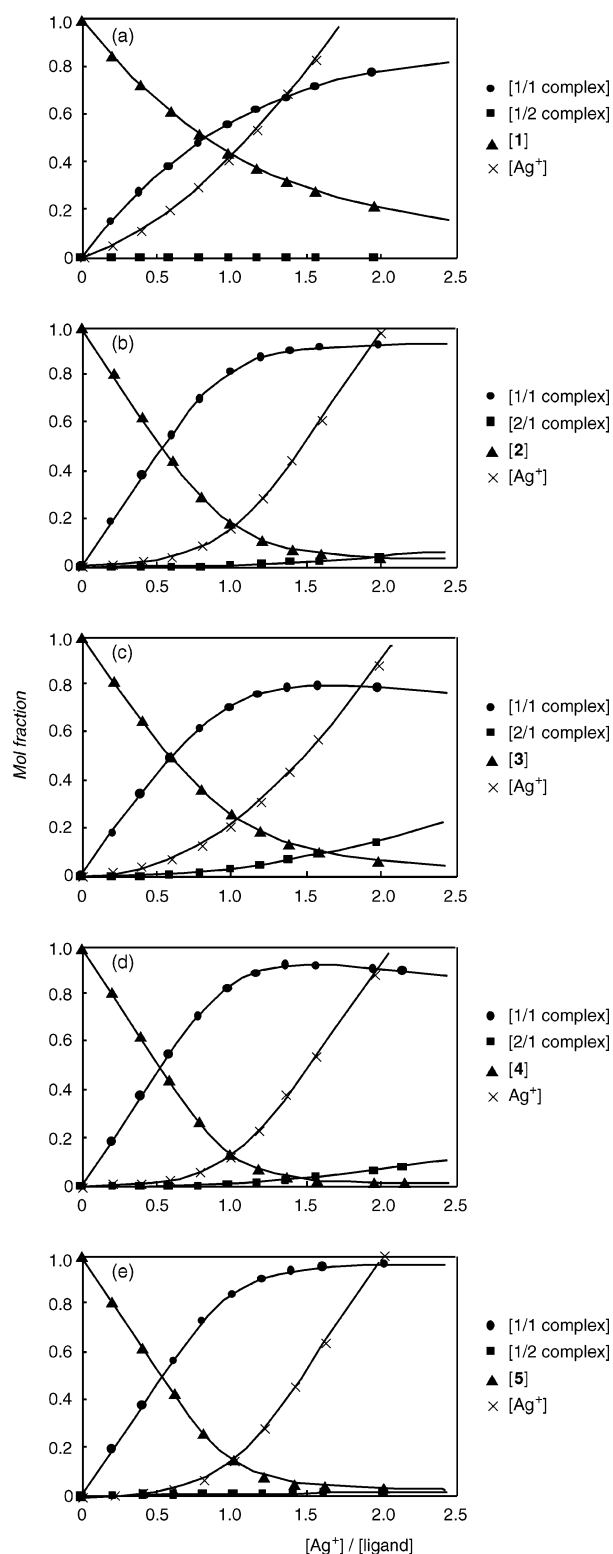 1.0
(a)
0.8
0.6
0.4
0.2
0
0 0.5 1.0 1.5 2.0 2.5
● [1/1 complex]
■ [1/2 complex]
▲ [1]
× [Ag⁺]
1.0
(b)
0.8
0.6
0.4
0.2
0
0 0.5 1.0 1.5 2.0 2.5
● [1/1 complex]
■ [2/1 complex]
▲ [2]
× [Ag⁺]
Mol fraction
1.0
(c)
0.8
0.6
0.4
0.2
0
0 0.5 1.0 1.5 2.0 2.5
● [1/1 complex]
■ [2/1 complex]
▲ [3]
× [Ag⁺]
1.0
(d)
0.8
0.6
0.4
0.2
0
0 0.5 1.0 1.5 2.0 2.5
● [1/1 complex]
■ [2/1 complex]
▲ [4]
× Ag⁺]
1.0
(e)
0.8
0.6
0.4
0.2
0
0 0.5 1.0 1.5 2.0 2.5
● [1/1 complex]
■ [1/2 complex]
▲ [5]
× [Ag⁺]
[Ag⁺] / [ligand]